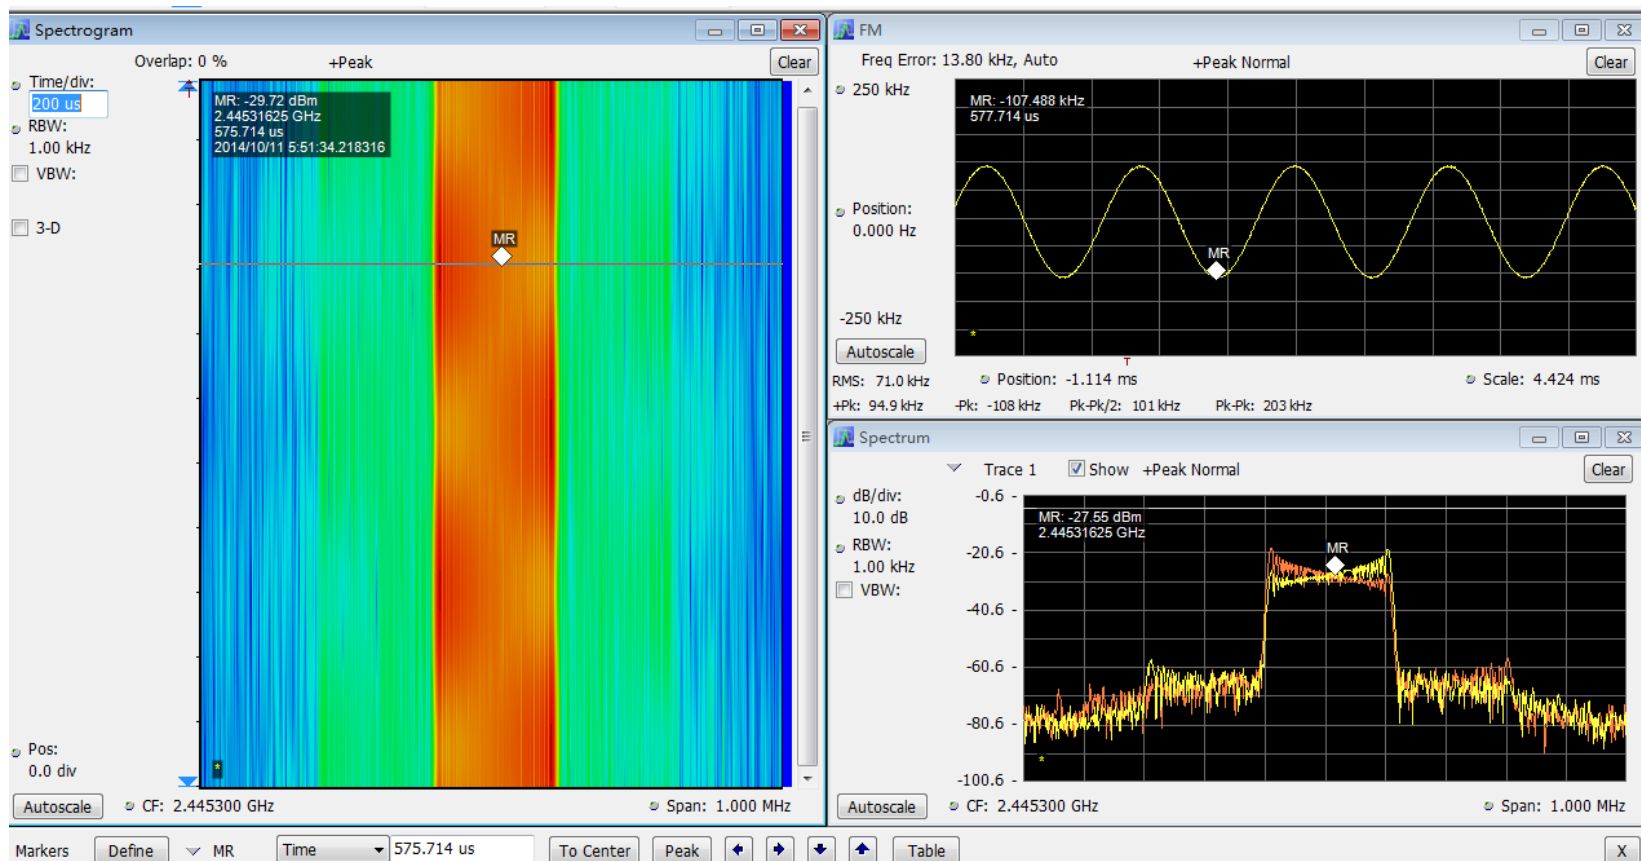 Spectrogram
Overlap: 0 %
+Peak
Clear
Time/div:
200 us
RBW:
1.00 kHz
VBW:
3-D
MR: -29.72 dBm
2.44531625 GHz
575.714 us
2014/10/11 5:51:34.218316
MR
Pos:
0.0 div
Autoscale
CF: 2.445300 GHz
Span: 1.000 MHz
FM
Freq Error: 13.80 kHz, Auto
+Peak Normal
Clear
250 kHz
MR: -107.488 kHz
577.714 us
Position:
0.000 Hz
MR
-250 kHz
*
Autoscale
T
Position: -1.114 ms
Scale: 4.424 ms
RMS: 71.0 kHz
+Pk: 94.9 kHz -Pk: -108 kHz Pk-Pk/2: 101 kHz Pk-Pk: 203 kHz
Spectrum
Trace 1
Show
+Peak Normal
Clear
dB/div:
10.0 dB
RBW:
1.00 kHz
VBW:
-0.6 -
MR: -27.55 dBm
2.44531625 GHz
MR
-20.6 -
-40.6 -
-60.6 -
-80.6 -
*
-100.6 -
Autoscale
CF: 2.445300 GHz
Span: 1.000 MHz
Markers
Define
MR
Time
575.714 us
To Center
Peak
Table
X